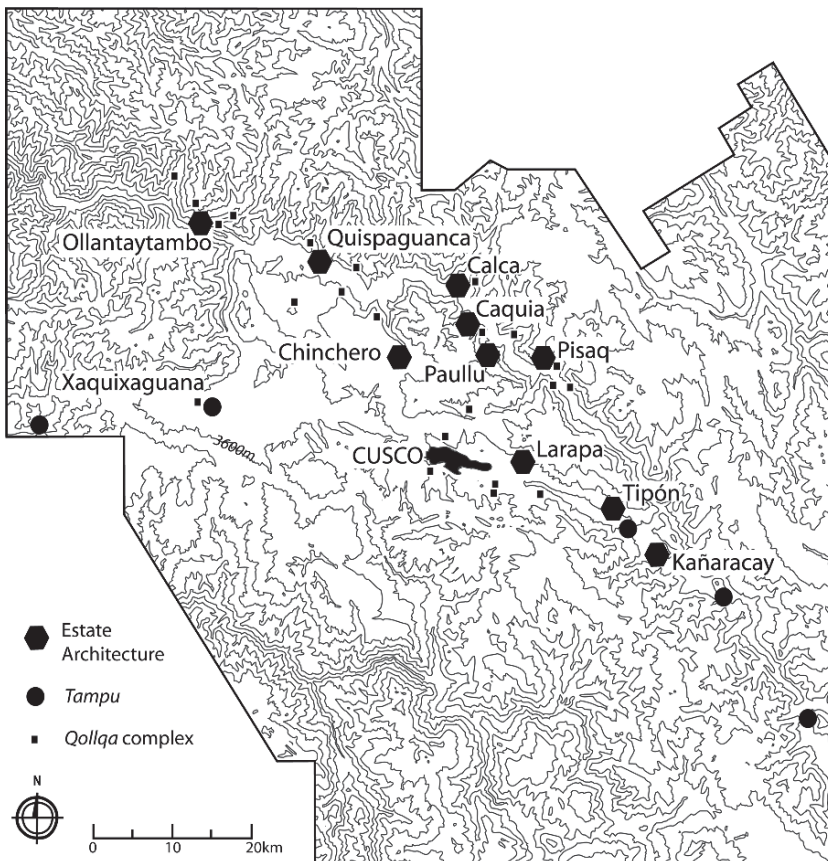 Ollantaytambo
Quispaguanca
Calca
Caquia
Chinchero
Paullu
Pisaq
Xaquixaguana
3600m
CUSCO
Larapa
Tipón
Kañaracay
Estate
Architecture
Tampu
Qollqa complex
N
0 10 20km